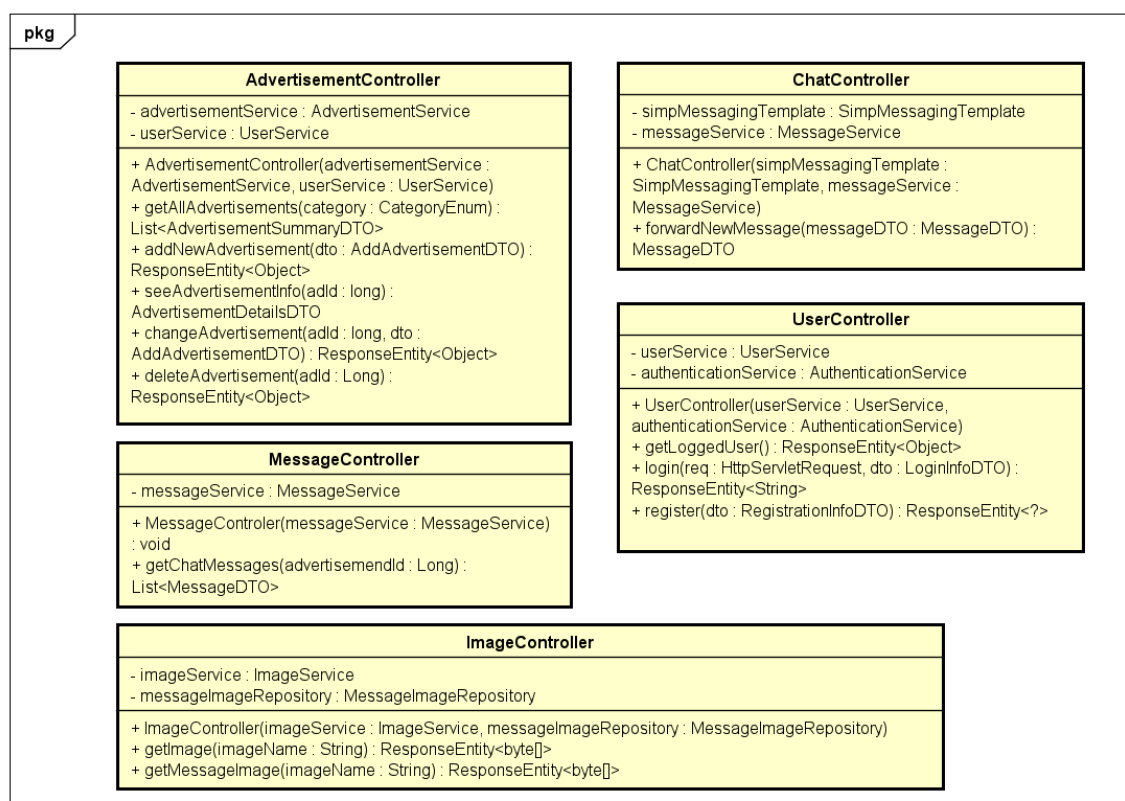 pkg
AdvertisementController
- advertisementService : AdvertisementService
- userService : UserService
+ AdvertisementController(advertisementService :
AdvertisementService, userService : UserService)
+ getAllAdvertisements(category : CategoryEnum) :
List<AdvertisementSummaryDTO>
+ addNewAdvertisement(dto : AddAdvertisementDTO) :
ResponseEntity<Object>
+ seeAdvertisementInfo(adId : long) :
AdvertisementDetailsDTO
+ changeAdvertisement(adId : long, dto :
AddAdvertisementDTO) : ResponseEntity<Object>
+ deleteAdvertisement(adId : Long) :
ResponseEntity<Object>
ChatController
- simpMessagingTemplate : SimpMessagingTemplate
- messageService : MessageService
+ ChatController(simpMessagingTemplate :
SimpMessagingTemplate, messageService :
MessageService)
+ forwardNewMessage(messageDTO : MessageDTO) :
MessageDTO
UserController
- userService : UserService
- authenticationService : AuthenticationService
+ UserController(userService : UserService,
authenticationService : AuthenticationService)
+ getLoggedUser() : ResponseEntity<Object>
+ login(req : HttpServletRequest, dto : LoginInfoDTO) :
ResponseEntity<String>
+ register(dto : RegistrationInfoDTO) : ResponseEntity<?>
MessageController
- messageService : MessageService
+ MessageControler(messageService : MessageService)
: void
+ getChatMessages(advertisemendId : Long) :
List<MessageDTO>
ImageController
- imageService : ImageService
- messageImageRepository : MessageImageRepository
+ ImageController(imageService : ImageService, messageImageRepository : MessageImageRepository)
+ getImage(imageName : String) : ResponseEntity<byte[]>
+ getMessageImage(imageName : String) : ResponseEntity<byte[]>